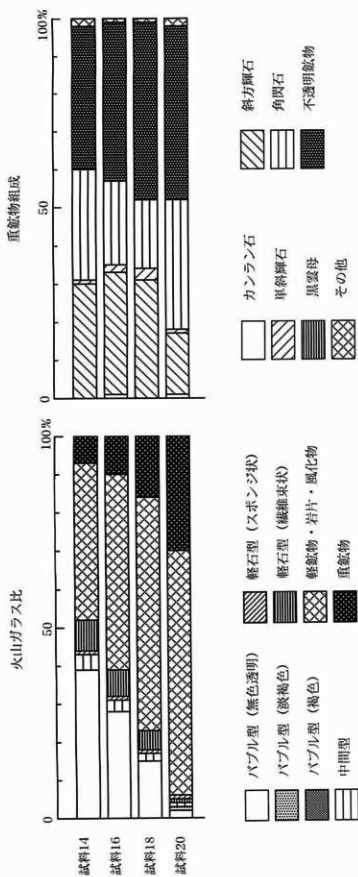 火山ガラス比
0
50
100%
試料14
試料16
試料18
試料20
バブル型（無色透明）
バブル型（淡褐色）
バブル型（褐色）
中間型
軽石型（スポンジ状）
軽石型（繊維束状）
軽鉱物・岩片・風化物
重鉱物
重鉱物組成
0
50
100%
カンラン石
単斜輝石
黒雲母
その他
斜方輝石
角閃石
不透明鉱物